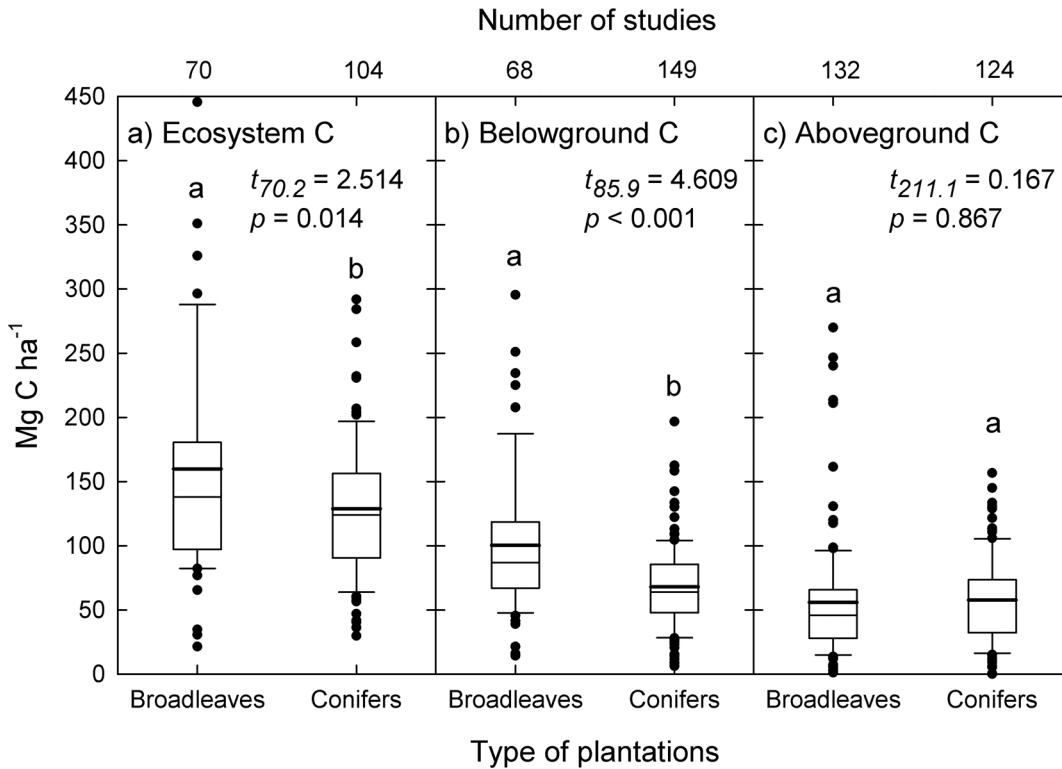 Number of studies
70 104 68 149 132 124
450
400
350
300
250
200
150
100
50
0
Mg C ha⁻¹
a) Ecosystem C
t70.2 = 2.514
p = 0.014
a
b
b) Belowground C
t85.9 = 4.609
p < 0.001
a
b
c) Aboveground C
t211.1 = 0.167
p = 0.867
a
a
Broadleaves Conifers Broadleaves Conifers Broadleaves Conifers
Type of plantations